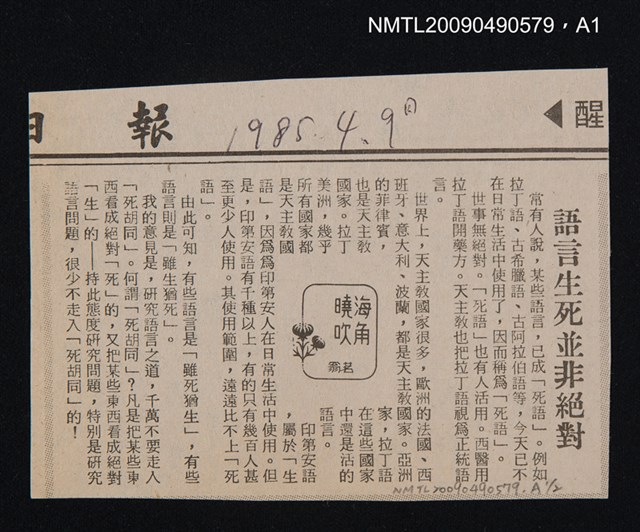 NMTL20090490579，A1
醒◀
日報
1985.4.9日
語言生死並非絕對
常有人說，某些語言，已成「死語」。例如
拉丁語、古希臘語、古阿拉伯語等，今天已不
在日常生活中使用了，因而稱為「死語」。
世事無絕對。「死語」也有人活用。西醫用
拉丁語開藥方。天主教也把拉丁語視為正統語
言。
世界上，天主教國家很多，歐洲的法國、西
班牙、意大利、波蘭，都是天主教國家。亞洲
的菲律賓，
也是天主教
國家。拉丁
美洲，幾乎
所有國家都
是天主教國
家，拉丁語
在這些國家
中還是活的
語言。
印第安語
，屬於「生
海角
曉吹
語」，因為為印第安人在日常生活中使用。但
是，印第安語有千種以上，有的只有幾百人甚
至更少人使用。其使用範圍，遠遠比不上「死
語」。
由此可知，有些語言是「雖死猶生」，有些
語言則是「雖生猶死」。
我的意見是，研究語言之道，千萬不要走入
「死胡同」。何謂「死胡同」？凡是把某些東
西看成絕對「死」的，又把某些東西看成絕對
「生」的──持此態度研究問題，特別是研究
語言問題，很少不走入「死胡同」的！
NMTL20090490579.A1/2